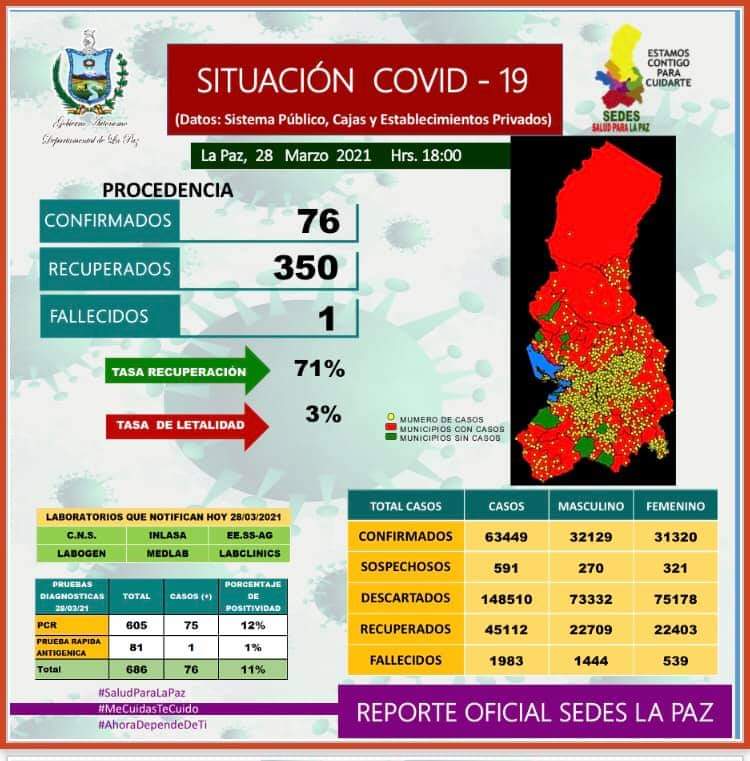 SITUACIÓN COVID - 19
(Datos: Sistema Público, Cajas y Establecimientos Privados)
Gobierno Autónomo
Departamental de La Paz
ESTAMOS
CONTIGO
PARA
CUIDARTE
SEDES
SALUD PARA LA PAZ
La Paz, 28 Marzo 2021 Hrs. 18:00
PROCEDENCIA
CONFIRMADOS 76
RECUPERADOS 350
FALLECIDOS 1
TASA RECUPERACIÓN 71%
TASA DE LETALIDAD 3%
MUMERO DE CASOS
MUNICIPIOS CON CASOS
MUNICIPIOS SIN CASOS
LABORATORIOS QUE NOTIFICAN HOY 28/03/2021
C.N.S. INLASA EE.SS-AG
LABOGEN MEDLAB LABCLINICS
PRUEBAS DIAGNOSTICAS 28/03/21 TOTAL CASOS (+) PORCENTAJE DE POSITIVIDAD
PCR 605 75 12%
PRUEBA RAPIDA ANTIGENICA 81 1 1%
Total 686 76 11%
TOTAL CASOS CASOS MASCULINO FEMENINO
CONFIRMADOS 63449 32129 31320
SOSPECHOSOS 591 270 321
DESCARTADOS 148510 73332 75178
RECUPERADOS 45112 22709 22403
FALLECIDOS 1983 1444 539
#SaludParaLaPaz
#MeCuidasTeCuido
#AhoraDependeDeTi
REPORTE OFICIAL SEDES LA PAZ